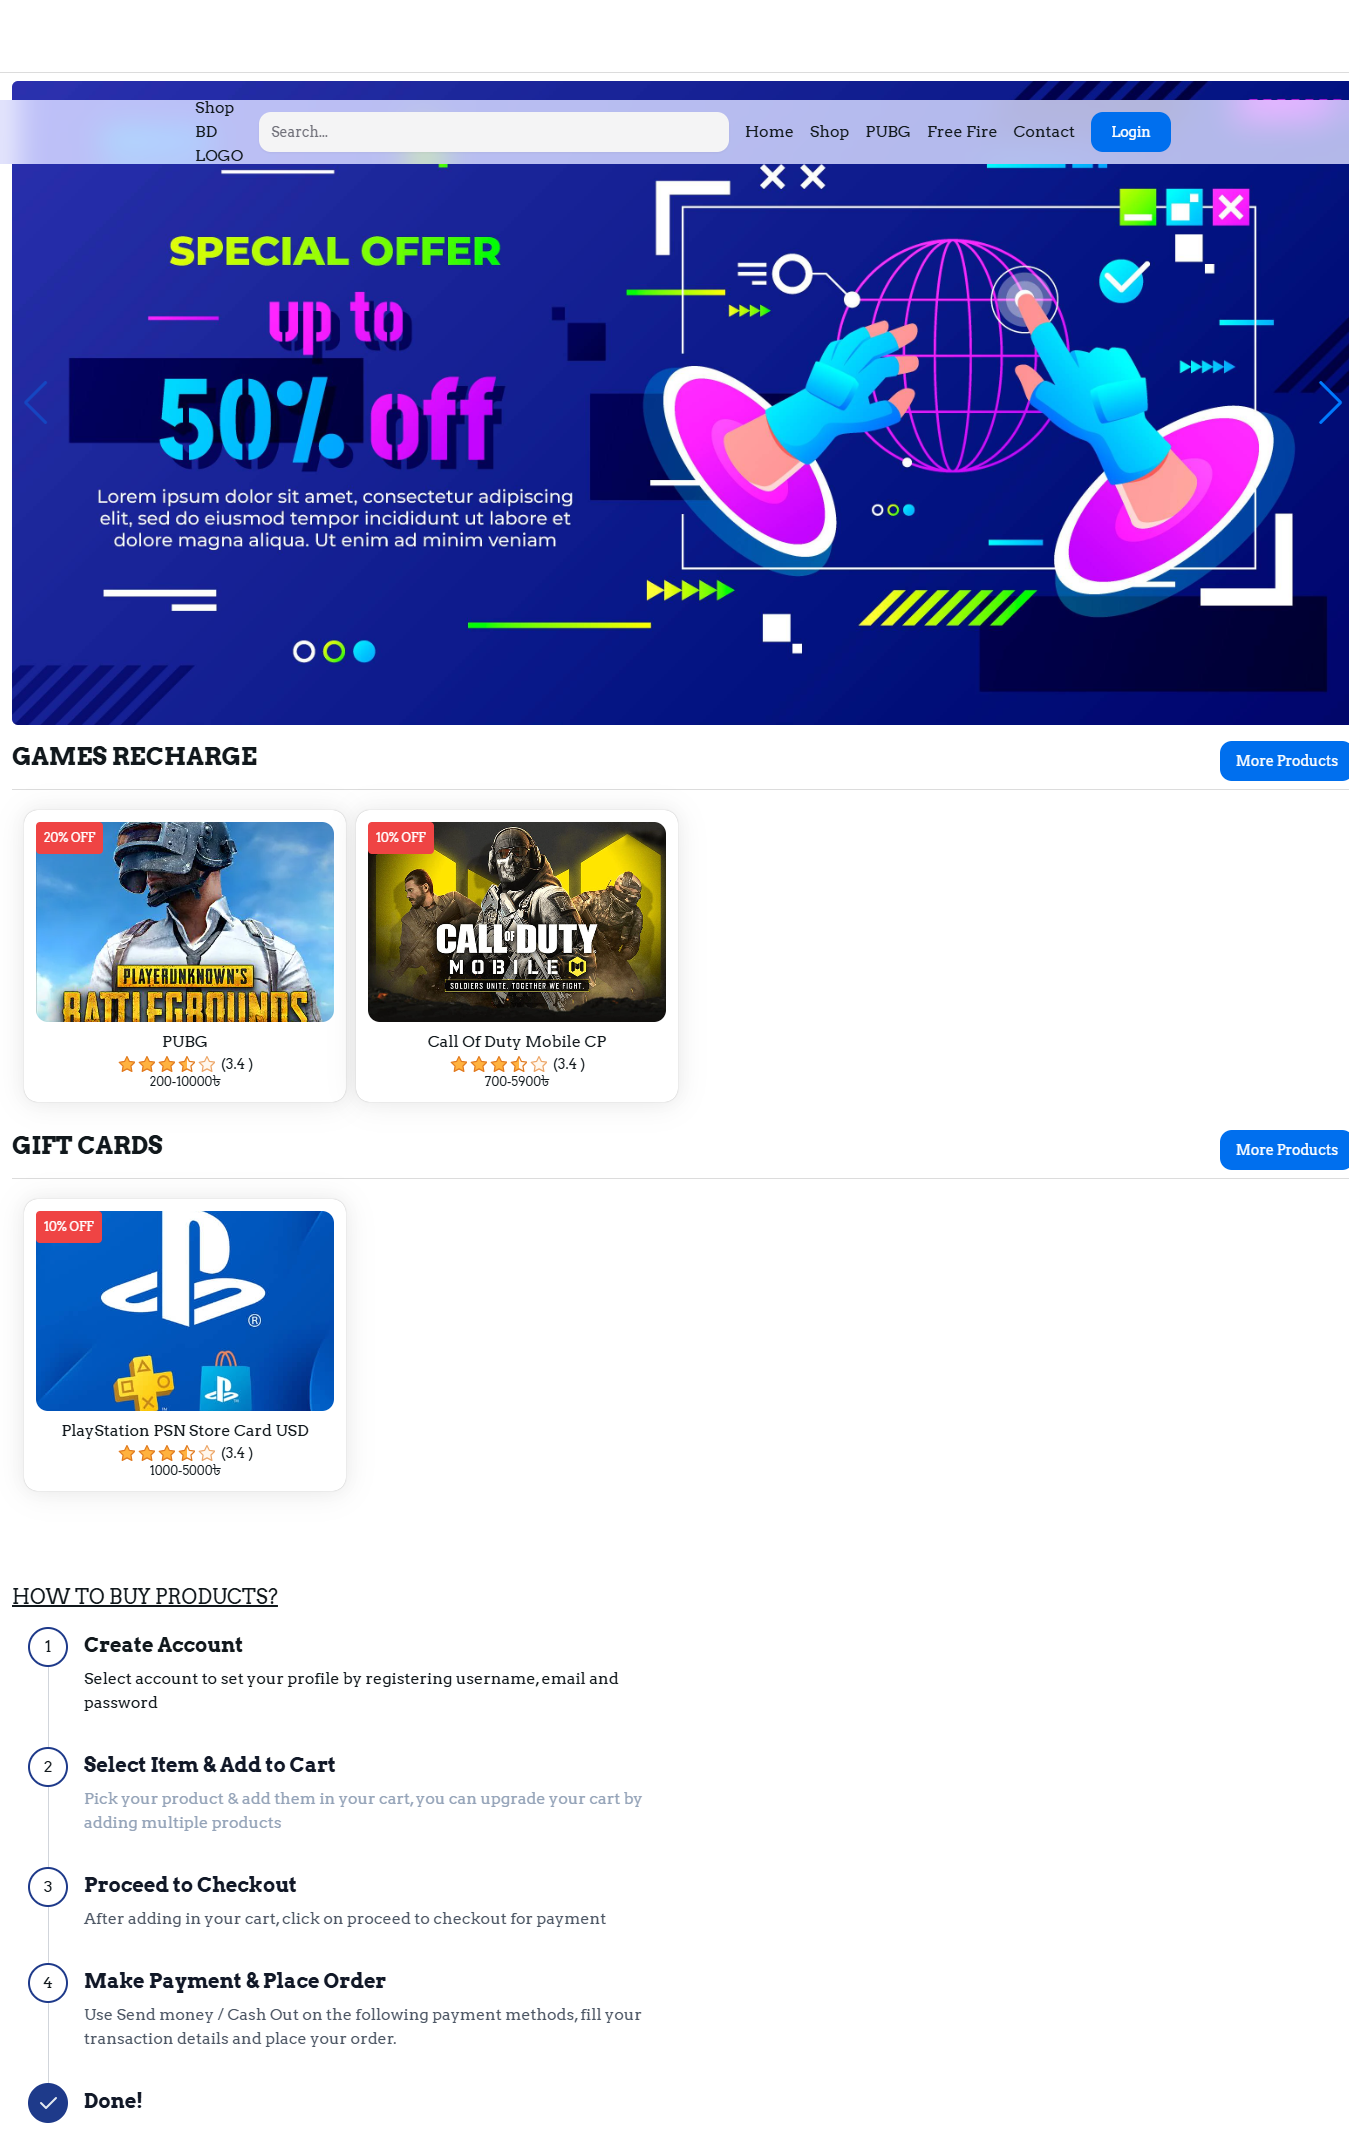 Shop
BD
LOGO
Search...
Home
Shop
PUBG
Free Fire
Contact
Login
SPECIAL OFFER
up to
50% off
Lorem ipsum dolor sit amet, consectetur adipiscing
elit, sed do eiusmod tempor incididunt ut labore et
dolore magna aliqua. Ut enim ad minim veniam
GAMES RECHARGE
More Products
20% OFF
PLAYERUNKNOWN'S
BATTLEGROUNDS
PUBG
(3.4 )
200-10000৳
10% OFF
CALL OF DUTY
MOBILE
SOLDIERS UNITE. TOGETHER WE FIGHT.
Call Of Duty Mobile CP
(3.4 )
700-5900৳
GIFT CARDS
More Products
10% OFF
®
PlayStation PSN Store Card USD
(3.4 )
1000-5000৳
HOW TO BUY PRODUCTS?
1
Create Account
Select account to set your profile by registering username, email and
password
2
Select Item & Add to Cart
Pick your product & add them in your cart, you can upgrade your cart by
adding multiple products
3
Proceed to Checkout
After adding in your cart, click on proceed to checkout for payment
4
Make Payment & Place Order
Use Send money / Cash Out on the following payment methods, fill your
transaction details and place your order.
Done!